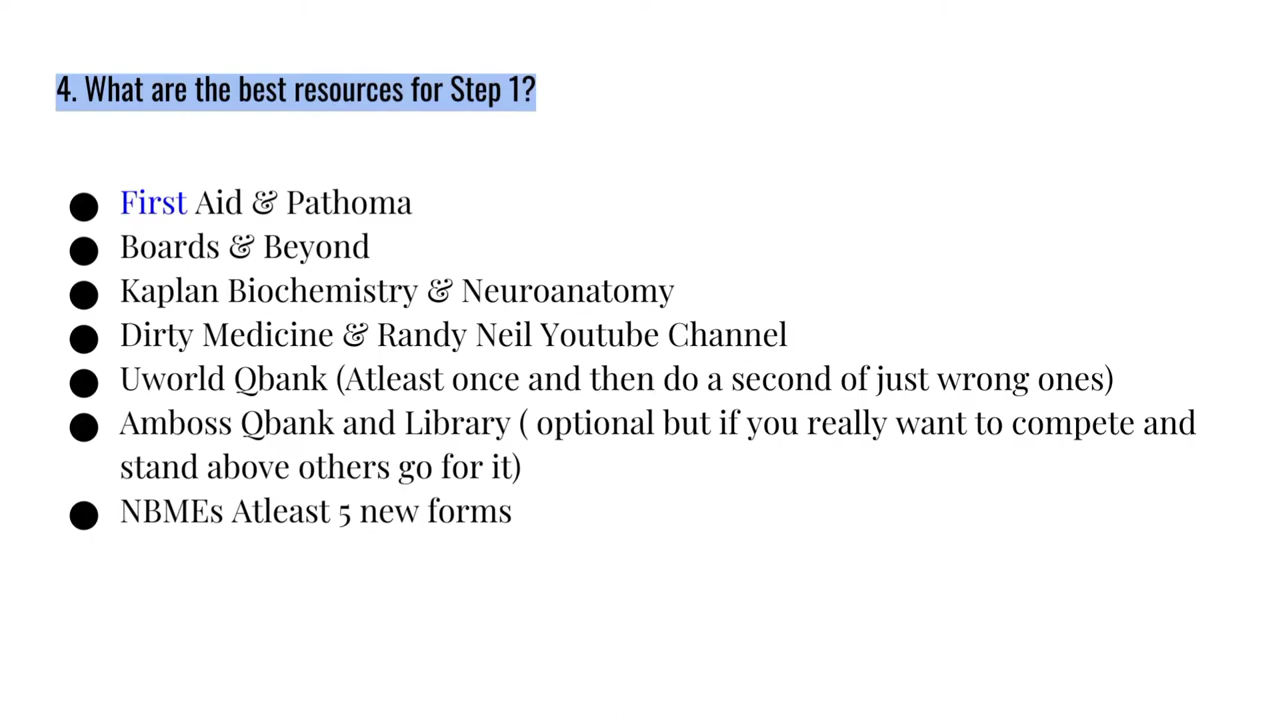 4. What are the best resources for Step 1?
● First Aid & Pathoma
● Boards & Beyond
● Kaplan Biochemistry & Neuroanatomy
● Dirty Medicine & Randy Neil Youtube Channel
● Uworld Qbank (Atleast once and then do a second of just wrong ones)
● Amboss Qbank and Library ( optional but if you really want to compete and
stand above others go for it)
● NBMEs Atleast 5 new forms